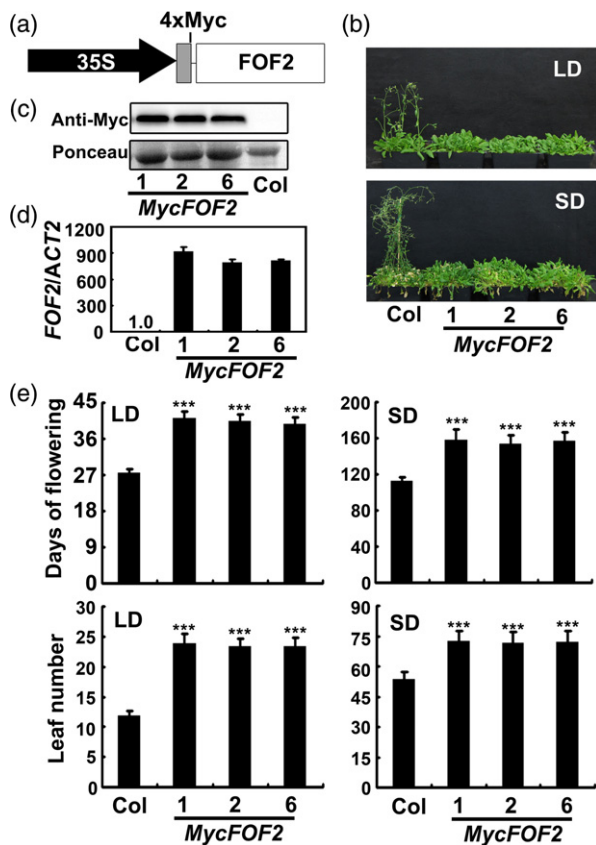 (a)
4xMyc
35S
FOF2
(b)
LD
SD
Col 1 2 6
MycFOF2
(c)
Anti-Myc
Ponceau
1 2 6 Col
MycFOF2
(d)
FOF2/ACT2
1200
900
600
300
0
1.0
Col 1 2 6
MycFOF2
(e)
Days of flowering
45
36
27
18
9
0
LD
*** *** ***
200
160
120
80
40
0
SD
*** *** ***
Leaf number
30
25
20
15
10
5
0
LD
*** *** ***
Col 1 2 6
MycFOF2
90
75
60
45
30
15
0
SD
*** *** ***
Col 1 2 6
MycFOF2